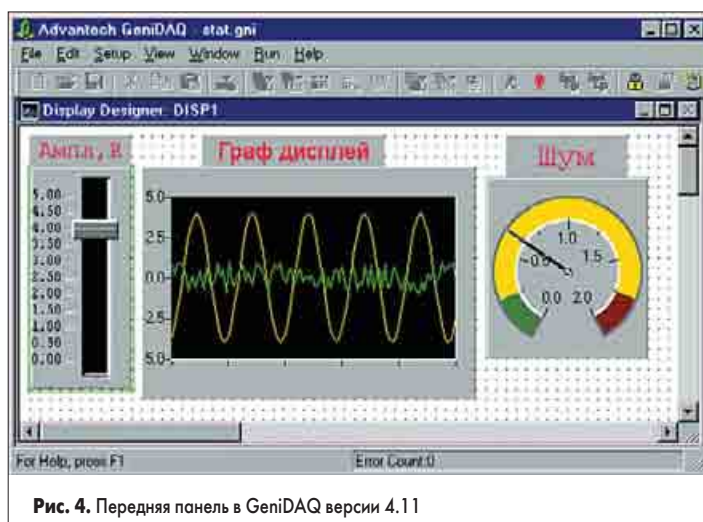 Advantech GeniDAQ - stat.gni
File Edit Setup View Window Run Help
Display Designer: DISP1
Ампл, В
Граф дисплей
Шум
5.00
4.50
4.00
3.50
3.00
2.50
2.00
1.50
1.00
0.50
0.00
5.0
2.5
0.0
-2.5
-5.0
0.0
0.5
1.0
1.5
2.0
For Help, press F1
Error Count:0
Рис. 4. Передняя панель в GeniDAQ версии 4.11